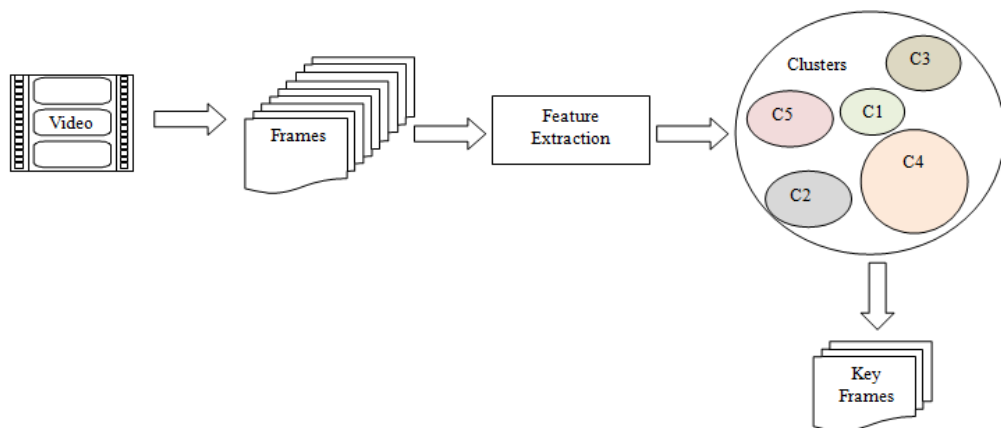 Video
Frames
Feature
Extraction
Clusters
C3
C5
C1
C4
C2
Key
Frames